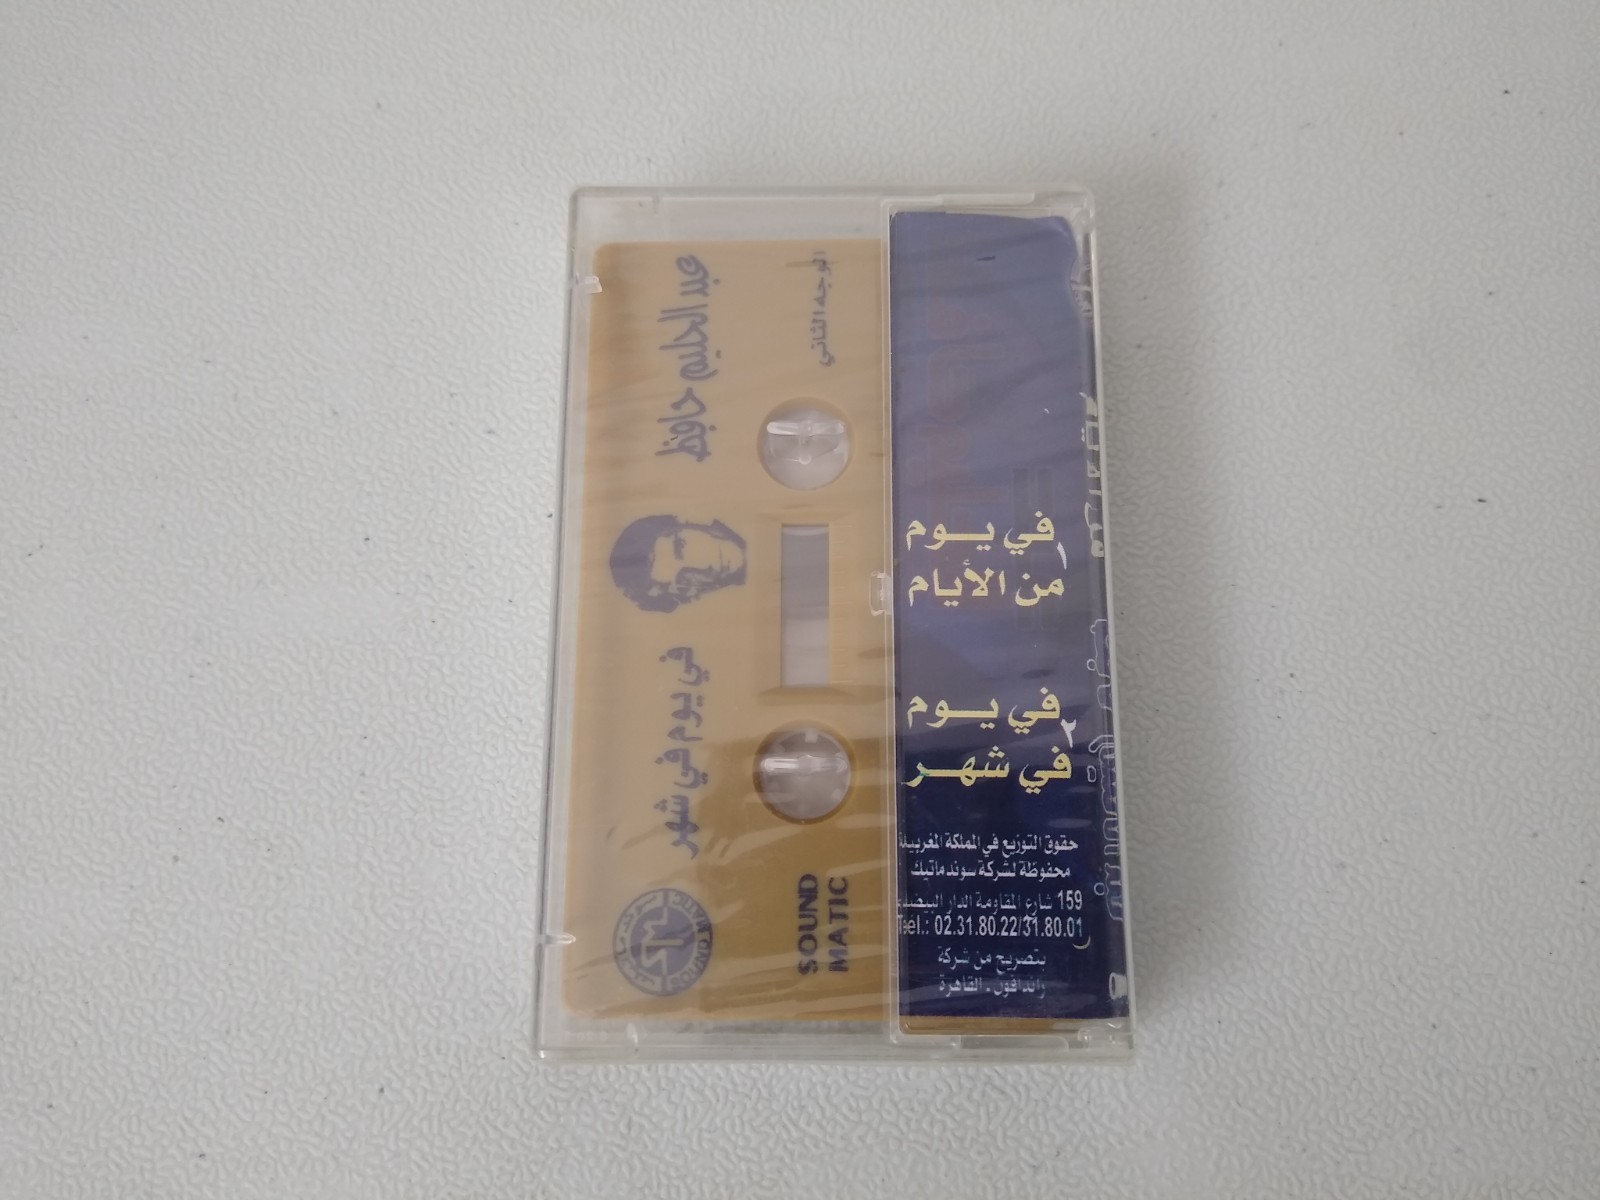 عبد الحليم حافظ
في يوم في شهر
الوجه الثاني
SOUND
MATIC
SM
في يوم
١
من الأيام
في يوم
٢
في شهر
حقوق التوزيع في المملكة المغربية
محفوظة لشركة سوند ماتيك
159 شارع المقاومة الدار البيضاء
Tél.: 02.31.80.22/31.80.01
بتصريح من شركة
راندافون - القاهرة